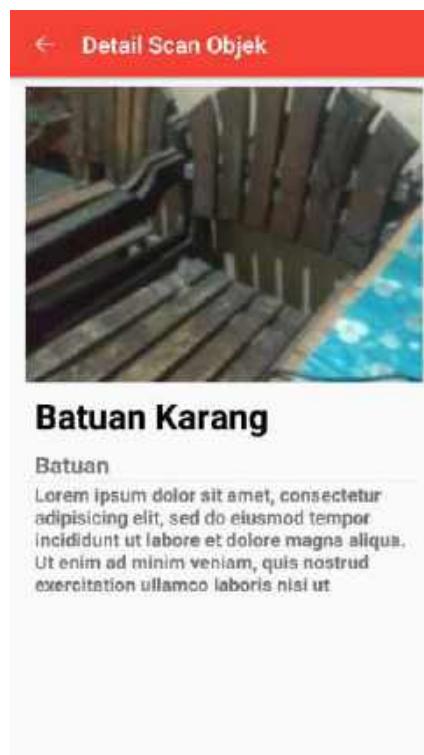 Detail Scan Objek
Batuan Karang
Batuan
Lorem ipsum dolor sit amet, consectetur
adipisicing elit, sed do eiusmod tempor
incididunt ut labore et dolore magna aliqua.
Ut enim ad minim veniam, quis nostrud
exercitation ullamco laboris nisi ut